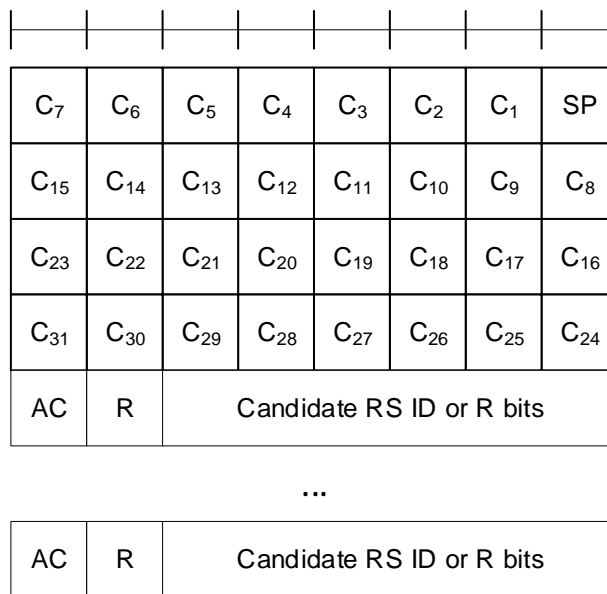 C₇ C₆ C₅ C₄ C₃ C₂ C₁ SP
C₁₅ C₁₄ C₁₃ C₁₂ C₁₁ C₁₀ C₉ C₈
C₂₃ C₂₂ C₂₁ C₂₀ C₁₉ C₁₈ C₁₇ C₁₆
C₃₁ C₃₀ C₂₉ C₂₈ C₂₇ C₂₆ C₂₅ C₂₄
AC R Candidate RS ID or R bits
...
AC R Candidate RS ID or R bits